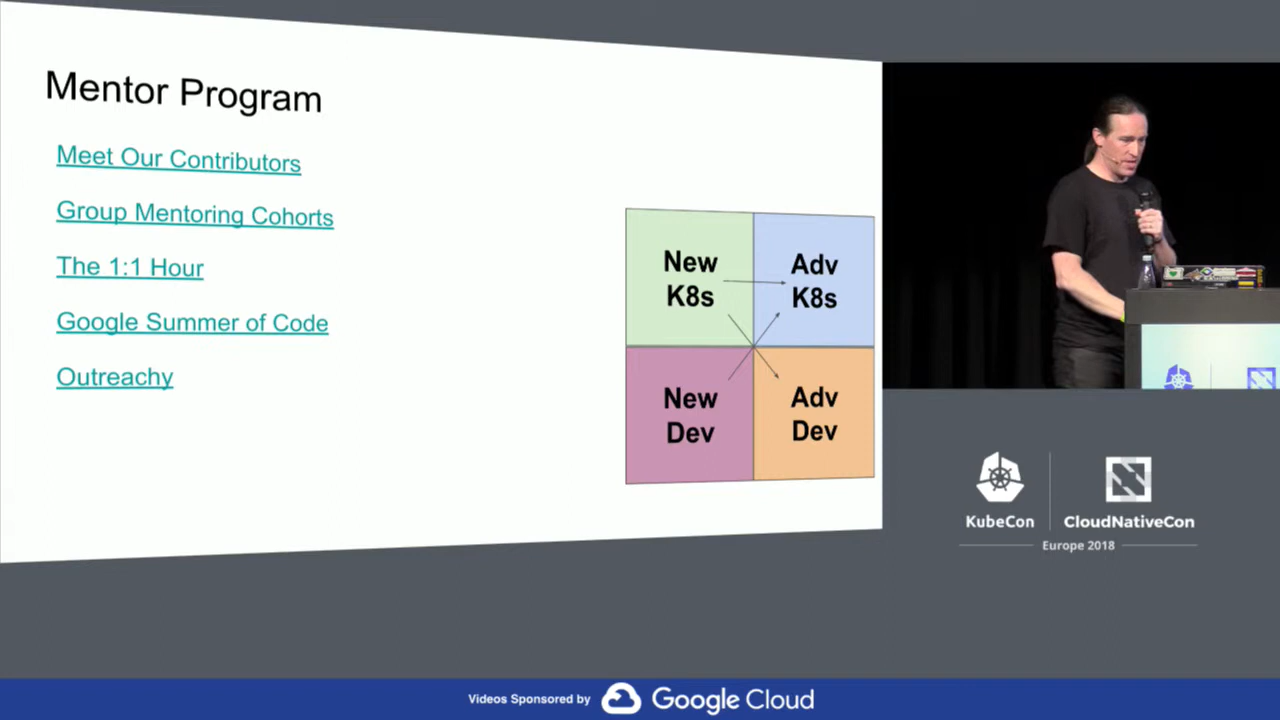 Mentor Program
Meet Our Contributors
Group Mentoring Cohorts
The 1:1 Hour
Google Summer of Code
Outreachy
New
K8s
Adv
K8s
New
Dev
Adv
Dev
KubeCon
CloudNativeCon
Europe 2018
Videos Sponsored by
Google Cloud